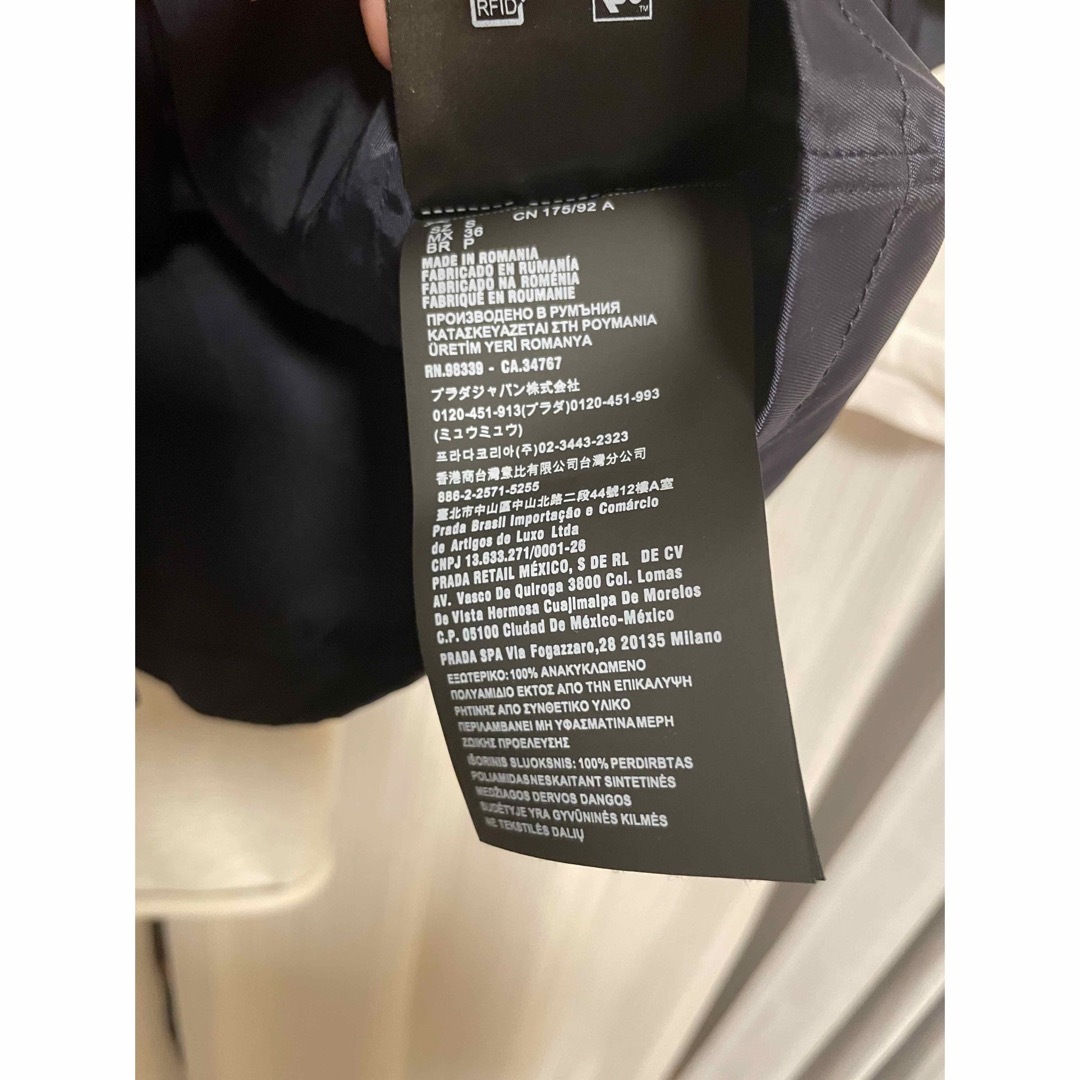 RFID
TM
CN 175/92 A
SZ S
MX 36
BR P
MADE IN ROMANIA
FABRICADO EN RUMANÍA
FABRICADO NA ROMÉNIA
FABRIQUÉ EN ROUMANIE
ПРОИЗВОДЕНО В РУМЪНИЯ
ΚΑΤΑΣΚΕΥΑΖΕΤΑΙ ΣΤΗ ΡΟΥΜΑΝΙΑ
ÜRETİM YERİ ROMANYA
RN.98339 - CA.34767
プラダジャパン株式会社
0120-451-913(プラダ)0120-451-993
(ミュウミュウ)
프라다코리아(주)02-3443-2323
香港商台灣意比有限公司台灣分公司
886-2-2571-5255
臺北市中山區中山北路二段44號12樓A室
Prada Brasil Importação e Comércio
de Artigos de Luxo Ltda
CNPJ 13.633.271/0001-26
PRADA RETAIL MÉXICO, S DE RL DE CV
AV. Vasco De Quiroga 3800 Col. Lomas
De Vista Hermosa Cuajimalpa De Morelos
C.P. 05100 Ciudad De México-México
PRADA SPA Via Fogazzaro,28 20135 Milano
ΕΞΩΤΕΡΙΚΟ: 100% ΑΝΑΚΥΚΛΩΜΕΝΟ
ΠΟΛΥΑΜΙΔΙΟ ΕΚΤΟΣ ΑΠΟ ΤΗΝ ΕΠΙΚΑΛΥΨΗ
ΡΗΤΙΝΗΣ ΑΠΟ ΣΥΝΘΕΤΙΚΟ ΥΛΙΚΟ
ΠΕΡΙΛΑΜΒΑΝΕΙ ΜΗ ΥΦΑΣΜΑΤΙΝΑ ΜΕΡΗ
ΖΩΙΚΗΣ ΠΡΟΕΛΕΥΣΗΣ
IŠORINIS SLUOKSNIS: 100% PERDIRBTAS
POLIAMIDAS NESKAITANT SINTETINĖS
MEDŽIAGOS DERVOS DANGOS
SUDĖTYJE YRA GYVŪNINĖS KILMĖS
NE TEKSTILĖS DALIŲ